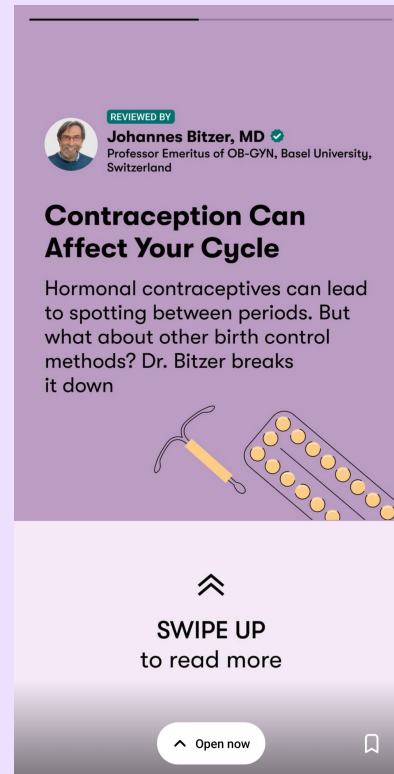 REVIEWED BY
Johannes Bitzer, MD
Professor Emeritus of OB-GYN, Basel University,
Switzerland
Contraception Can
Affect Your Cycle
Hormonal contraceptives can lead
to spotting between periods. But
what about other birth control
methods? Dr. Bitzer breaks
it down
SWIPE UP
to read more
Open now